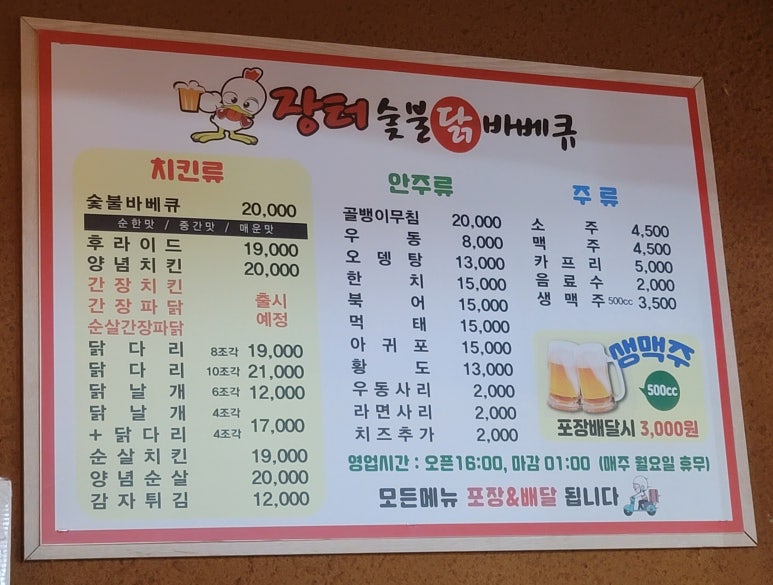 장터 숯불 닭 바베큐
치킨류
숯불바베큐 20,000
순한맛 / 중간맛 / 매운맛
후라이드 19,000
양념치킨 20,000
간장치킨
간장파닭
순살간장파닭
출시
예정
닭다리 8조각 19,000
닭다리 10조각 21,000
닭날개 6조각 12,000
닭날개 4조각
+ 닭다리 4조각 17,000
순살치킨 19,000
양념순살 20,000
감자튀김 12,000
안주류
골뱅이무침 20,000
우동 8,000
오뎅탕 13,000
한치 15,000
북어 15,000
먹태 15,000
아귀포 15,000
황도 13,000
우동사리 2,000
라면사리 2,000
치즈추가 2,000
주류
소주 4,500
맥주 4,500
카프리 5,000
음료수 2,000
생맥주 500cc 3,500
생맥주
500cc
포장배달시 3,000원
영업시간 : 오픈16:00, 마감 01:00 (매주 월요일 휴무)
모든메뉴 포장&배달 됩니다